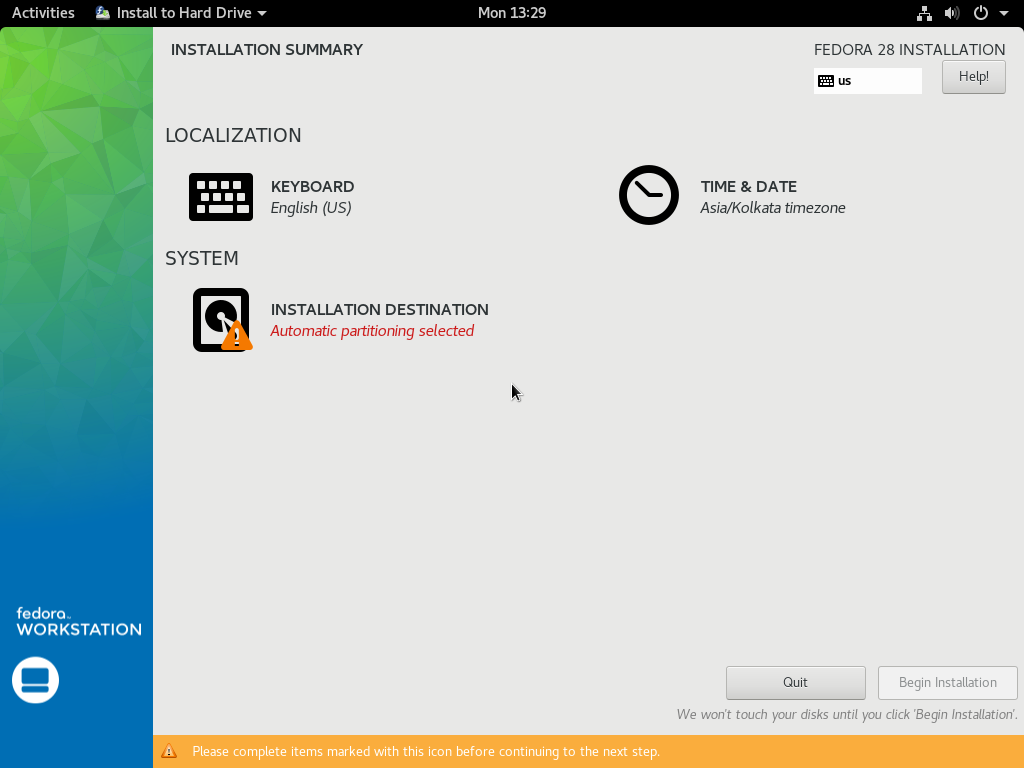 Activities Install to Hard Drive Mon 13:29
INSTALLATION SUMMARY
FEDORA 28 INSTALLATION
us
Help!
LOCALIZATION
KEYBOARD
English (US)
TIME & DATE
Asia/Kolkata timezone
SYSTEM
INSTALLATION DESTINATION
Automatic partitioning selected
fedora
WORKSTATION
Quit
Begin Installation
We won't touch your disks until you click 'Begin Installation'.
Please complete items marked with this icon before continuing to the next step.